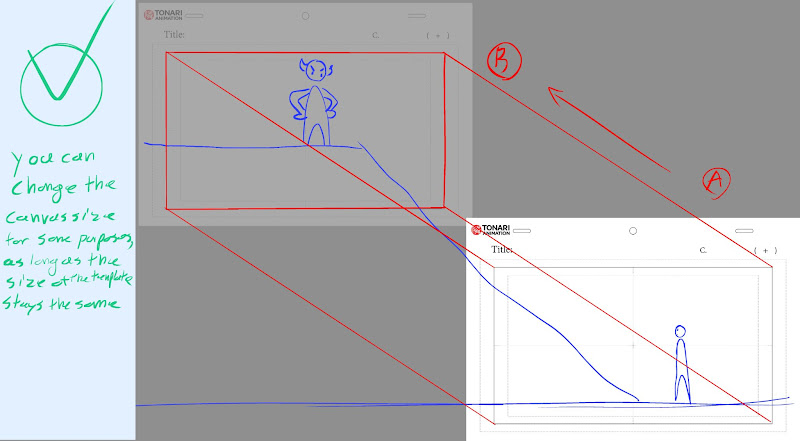 You can
Change the
Canvas size
for some purposes,
as long as the
size of the template
stays the same
TONARI
ANIMATION
Title:
C.
( + )
B
A
TONARI
ANIMATION
Title:
C.
( + )